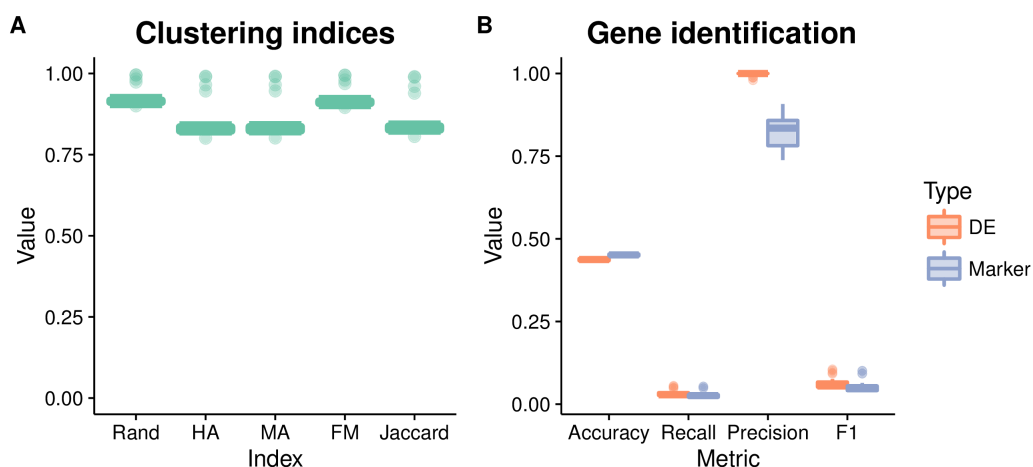 A
Clustering indices
1.00
0.75
0.50
0.25
0.00
Value
Rand HA MA FM Jaccard
Index
B
Gene identification
1.00
0.75
0.50
0.25
0.00
Value
Accuracy Recall Precision F1
Metric
Type
DE
Marker